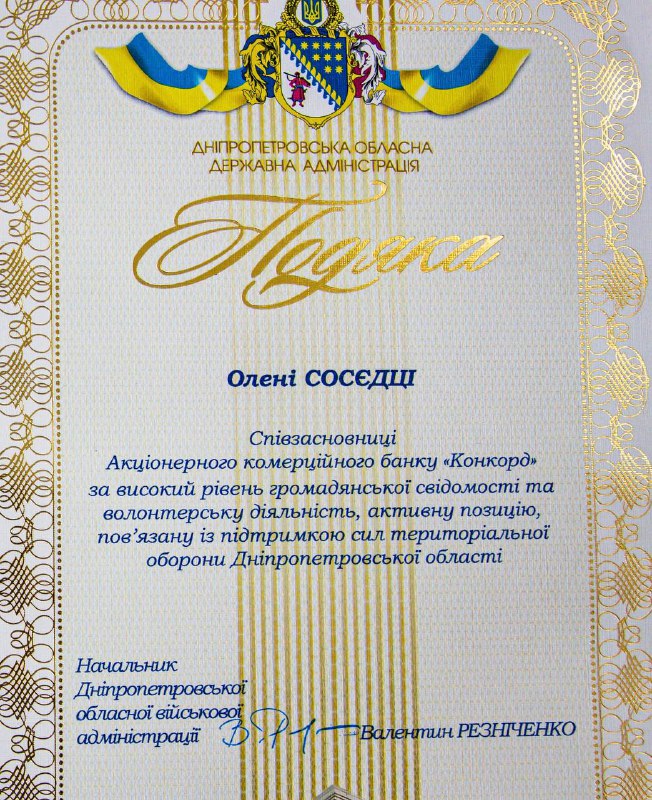 ДНІПРОПЕТРОВСЬКА ОБЛАСНА
ДЕРЖАВНА АДМІНІСТРАЦІЯ
Подяка
Олені СОСЄДЦІ
Співзасновниці
Акціонерного комерційного банку «Конкорд»
за високий рівень громадянської свідомості та
волонтерську діяльність, активну позицію,
пов’язану із підтримкою сил територіальної
оборони Дніпропетровської області
Начальник
Дніпропетровської
обласної військової
адміністрації
Валентин РЕЗНІЧЕНКО